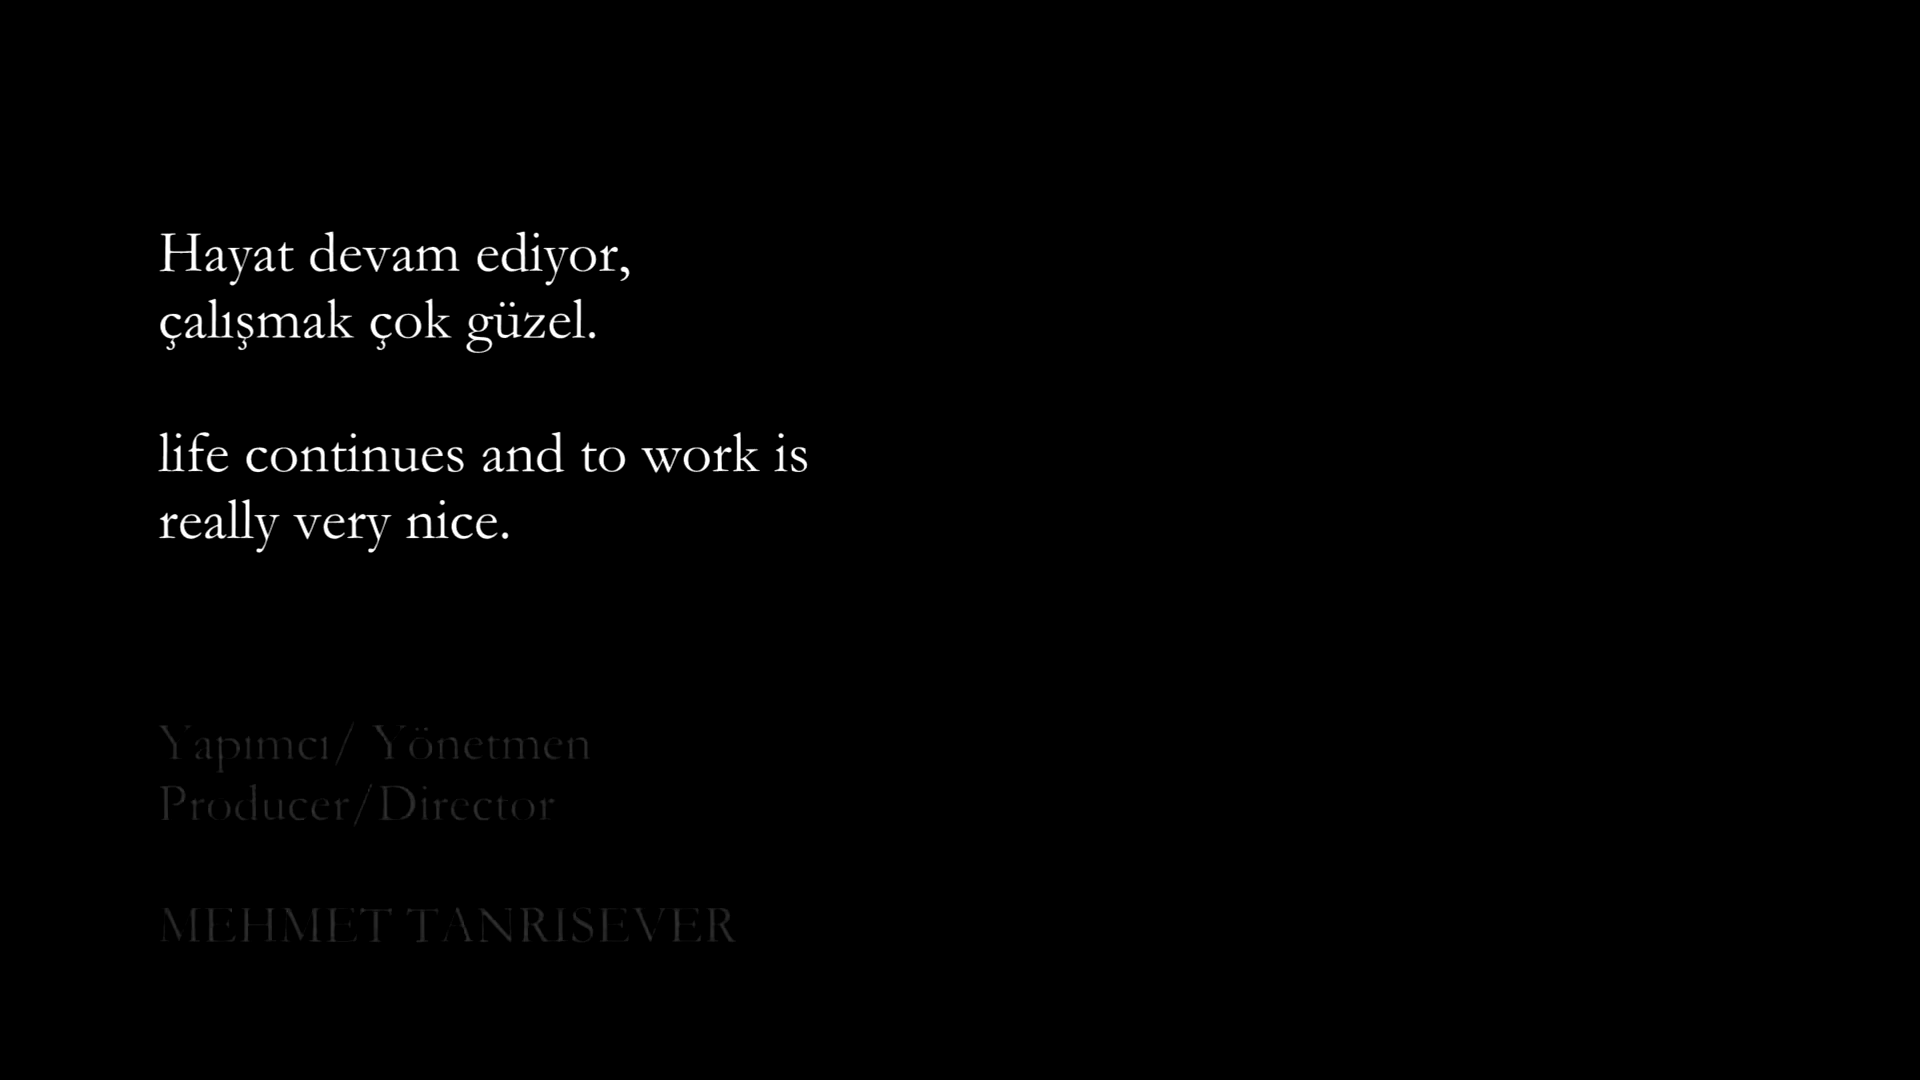 Hayat devam ediyor,
çalışmak çok güzel.
life continues and to work is
really very nice.
Yapımcı/ Yönetmen
Producer/Director
MEHMET TANRISEVER